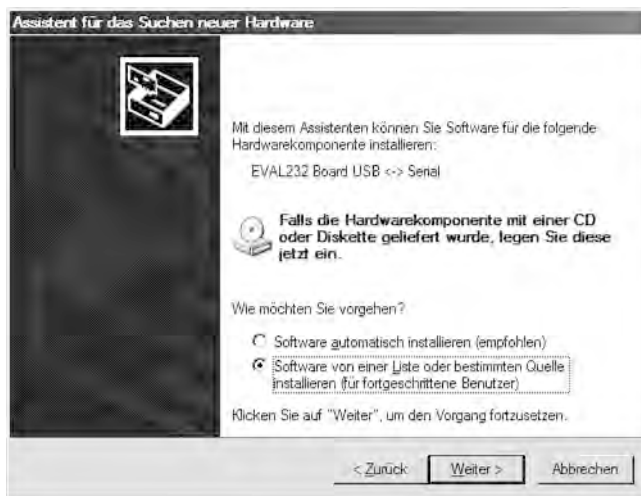 Assistent für das Suchen neuer Hardware
Mit diesem Assistenten können Sie Software für die folgende
Hardwarekomponente installieren:
EVAL232 Board USB <-> Serial
Falls die Hardwarekomponente mit einer CD
oder Diskette geliefert wurde, legen Sie diese
jetzt ein.
Wie möchten Sie vorgehen?
Software automatisch installieren (empfohlen)
Software von einer Liste oder bestimmten Quelle
installieren (für fortgeschrittene Benutzer)
Klicken Sie auf "Weiter", um den Vorgang fortzusetzen.
< Zurück Weiter > Abbrechen